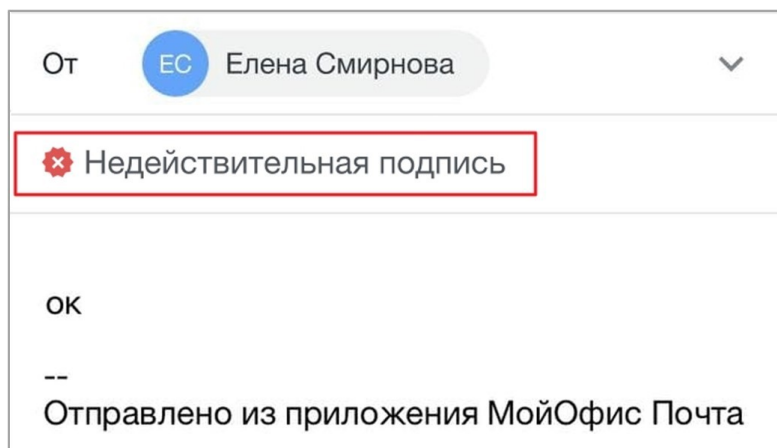 От ЕС Елена Смирнова
Недействительная подпись
ок
--
Отправлено из приложения МойОфис Почта